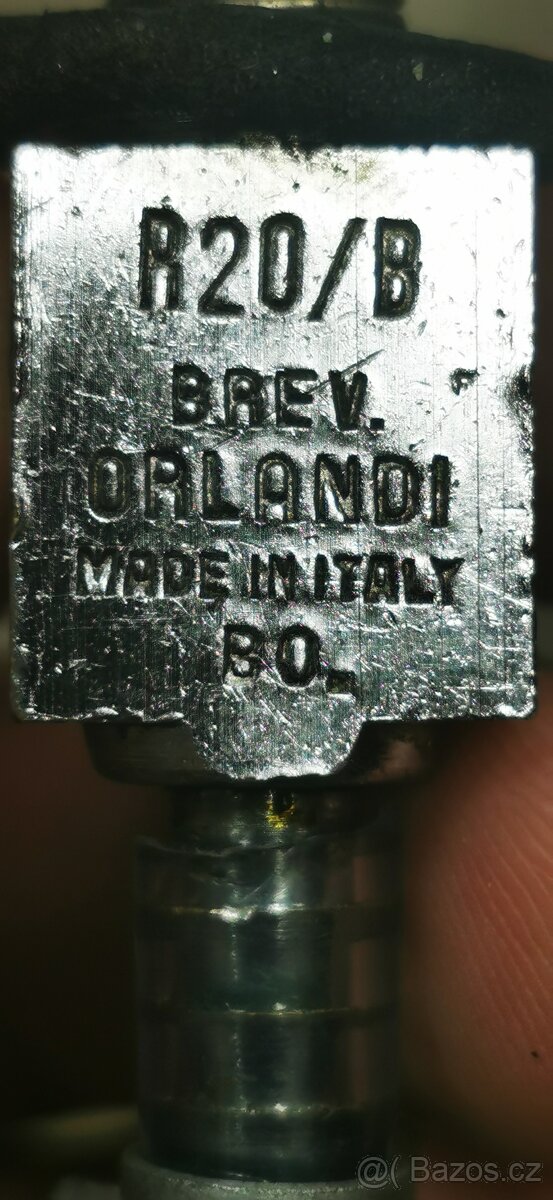 R20/B
BREV.
ORLANDI
MADE IN ITALY
BO.
@( Bazos.cz